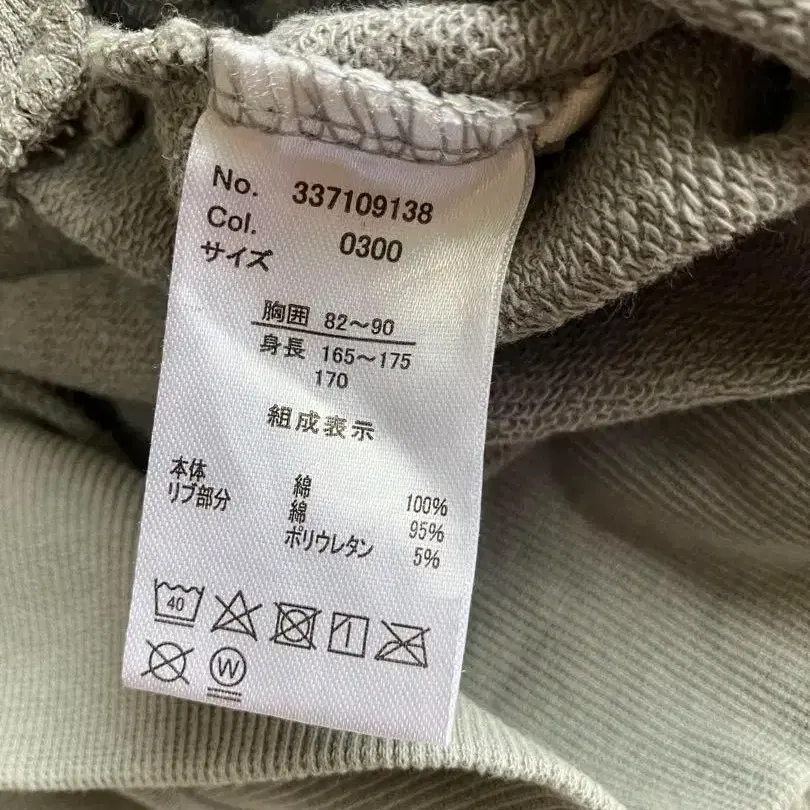 No. 337109138
Col. 0300
サイズ
胸囲 82～90
身長 165～175
170
組成表示
本体 綿 100%
リブ部分 綿 95%
ポリウレタン 5%
40
W